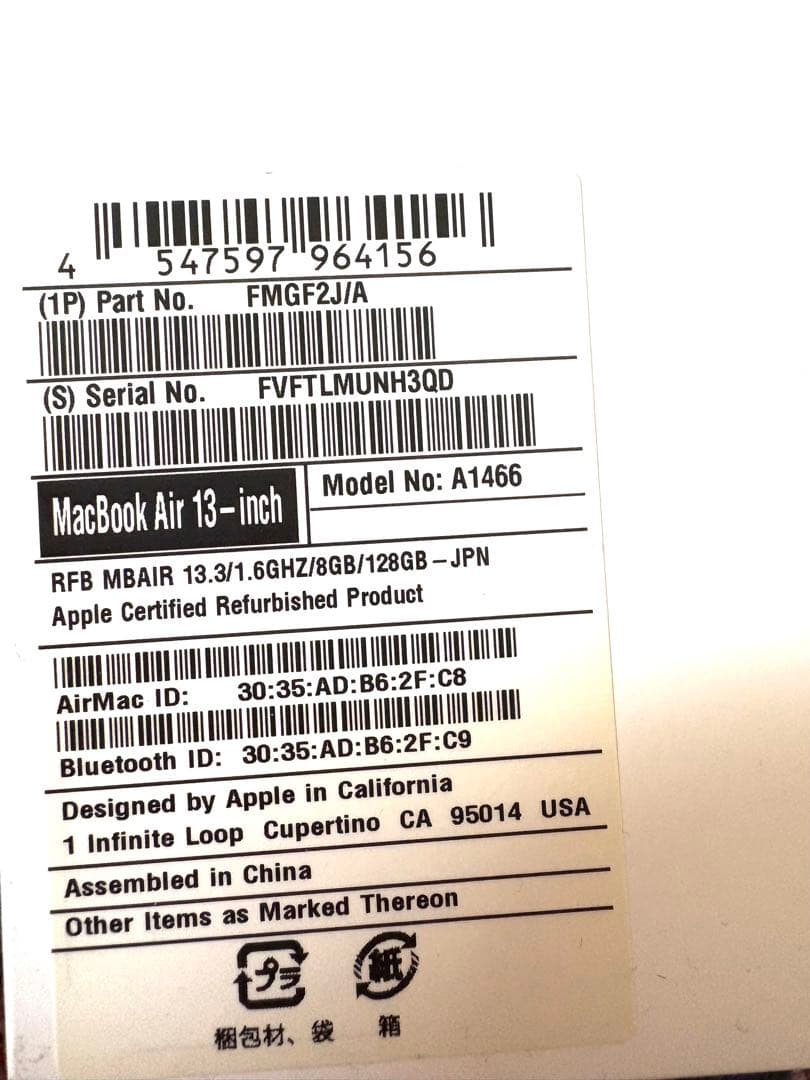 4 547597 964156
(1P) Part No. FMGF2J/A
(S) Serial No. FVFTLMUNH3QD
MacBook Air 13-inch
Model No: A1466
RFB MBAIR 13.3/1.6GHZ/8GB/128GB-JPN
Apple Certified Refurbished Product
AirMac ID: 30:35:AD:B6:2F:C8
Bluetooth ID: 30:35:AD:B6:2F:C9
Designed by Apple in California
1 Infinite Loop Cupertino CA 95014 USA
Assembled in China
Other Items as Marked Thereon
プラ 紙
梱包材、袋 箱